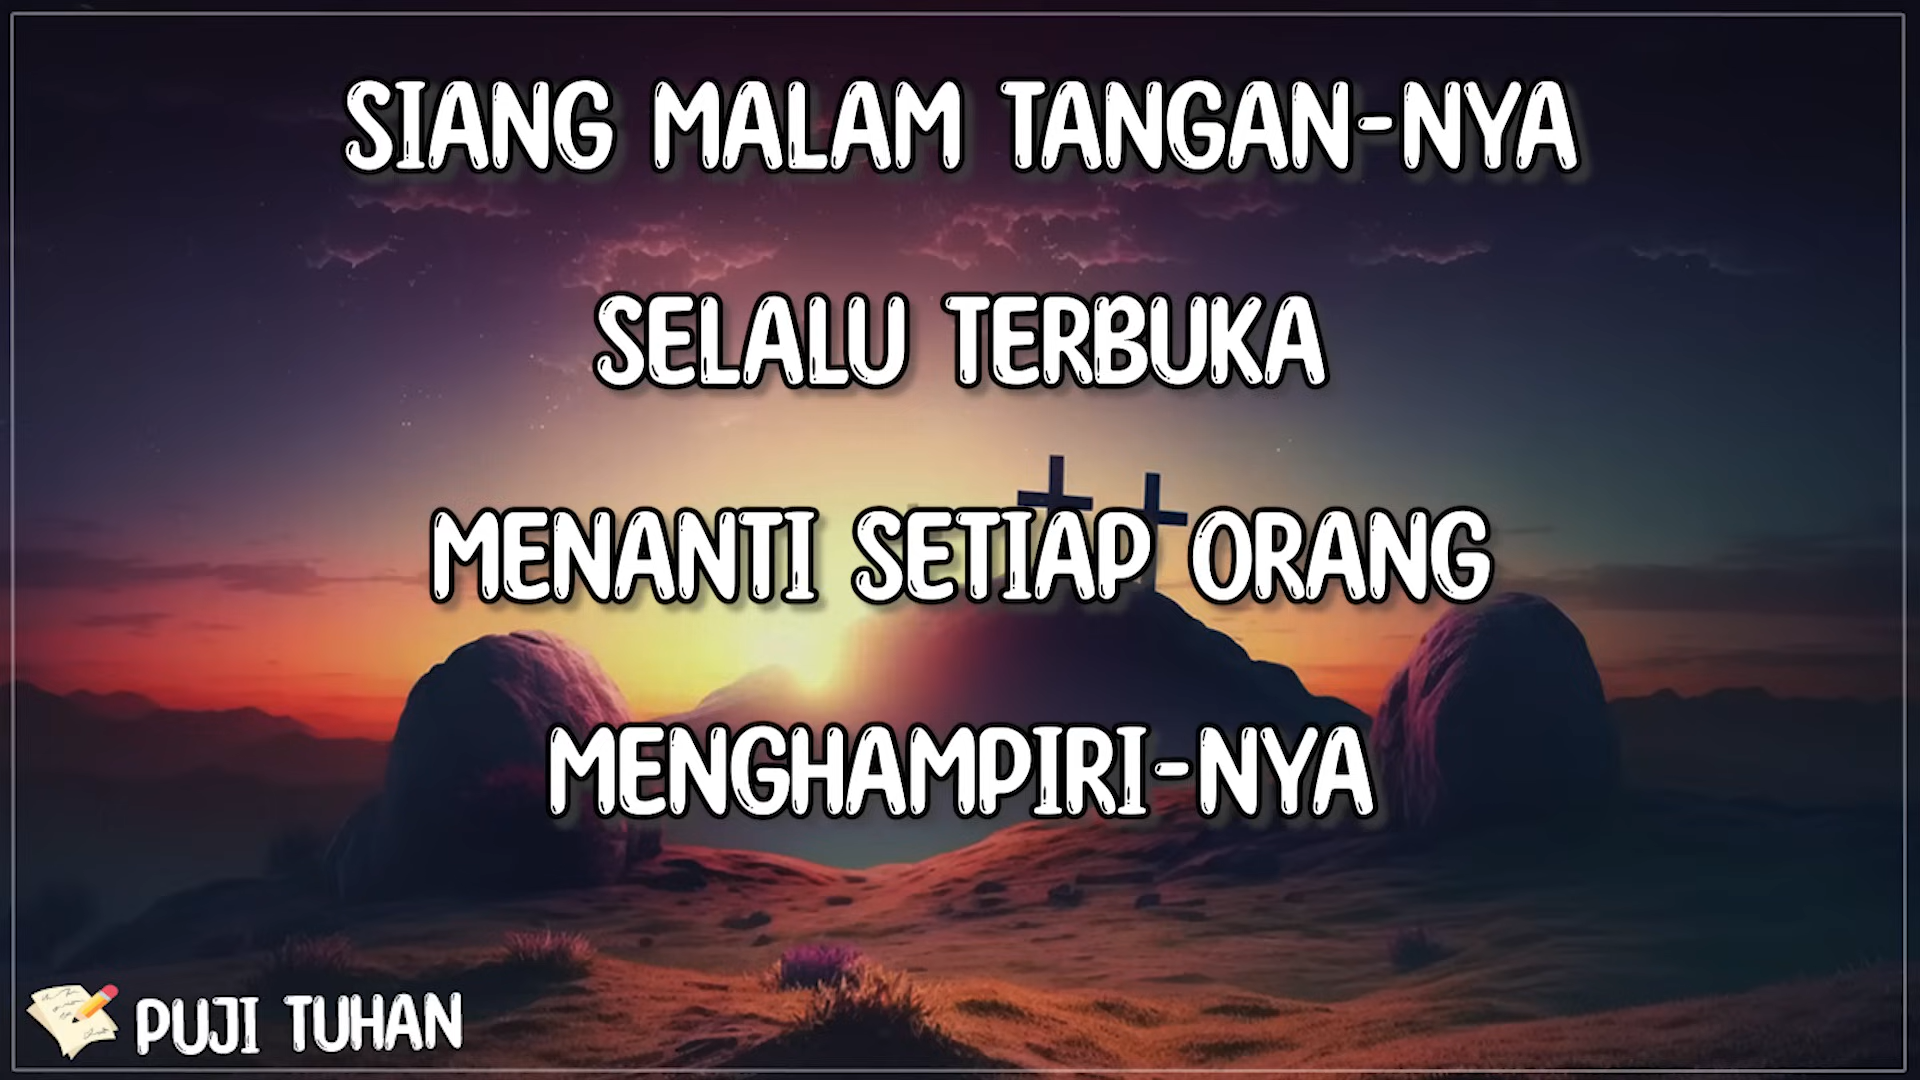 SIANG MALAM TANGAN-NYA
SELALU TERBUKA
MENANTI SETIAP ORANG
MENGHAMPIRI-NYA
PUJI TUHAN